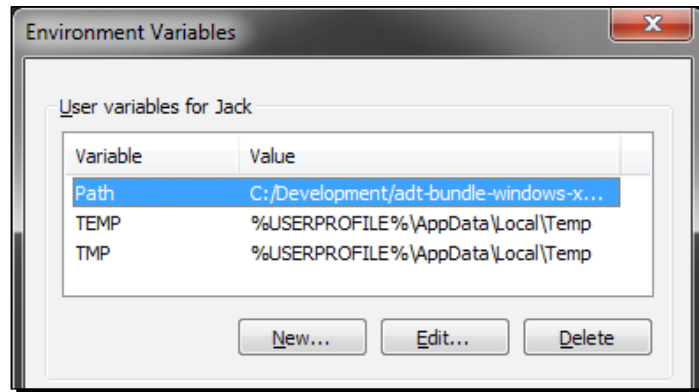 Environment Variables
User variables for Jack
Variable Value
Path C:/Development/adt-bundle-windows-x...
TEMP %USERPROFILE%\AppData\Local\Temp
TMP %USERPROFILE%\AppData\Local\Temp
New... Edit... Delete